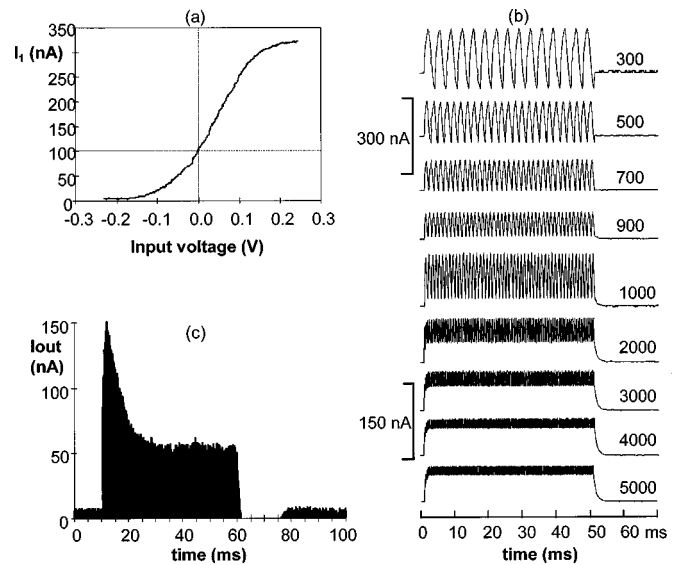 (a)
I1 (nA)
350
300
250
200
150
100
50
0
-0.3 -0.2 -0.1 0.0 0.1 0.2 0.3
Input voltage (V)
(b)
300
500
300 nA
700
900
1000
2000
3000
150 nA
4000
5000
0 10 20 30 40 50 60 ms
time (ms)
(c)
Iout
(nA)
150
100
50
0
0 20 40 60 80 100
time (ms)